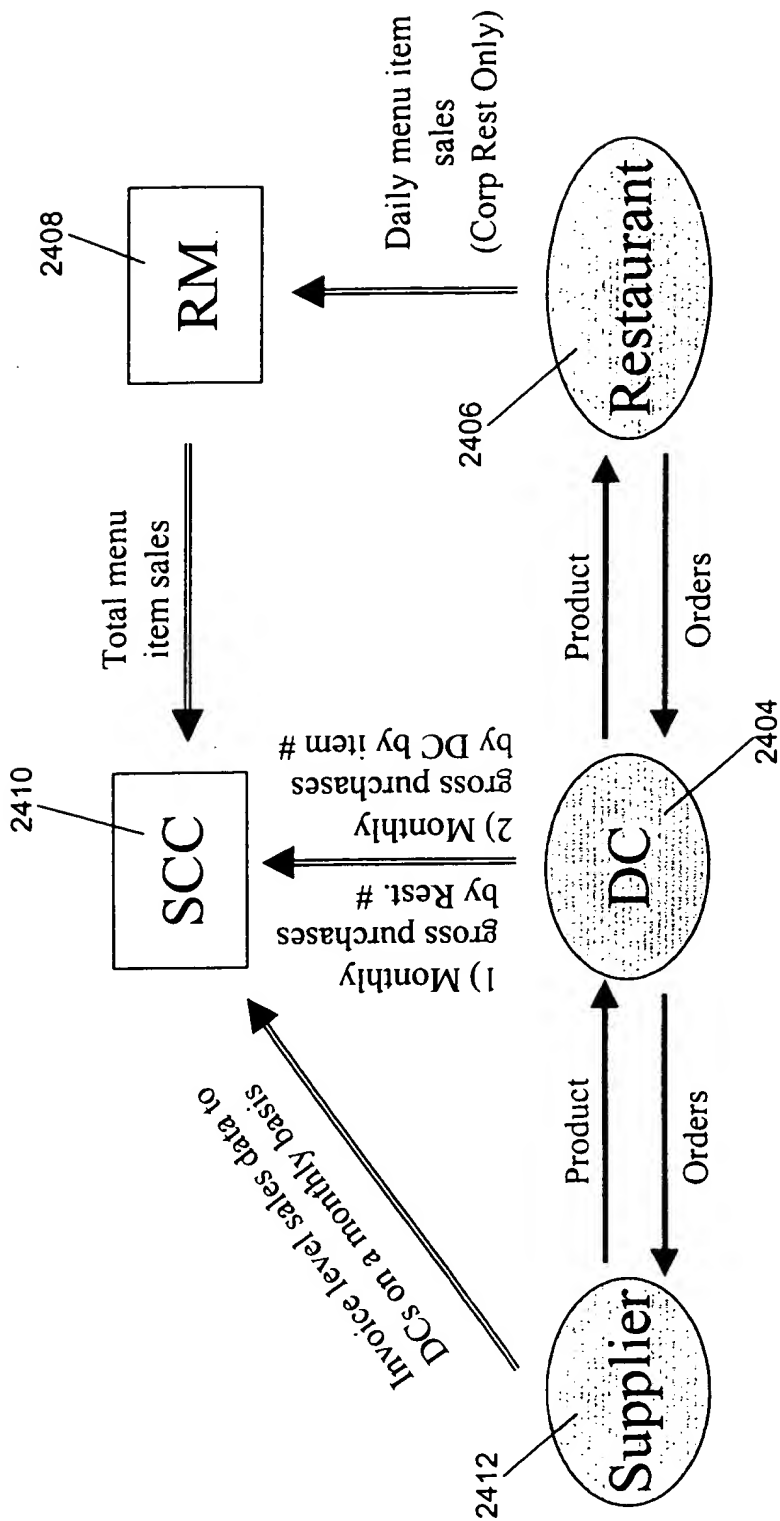 2410
SCC
Total menu
item sales
2408
RM
Invoice level sales data to
DCs on a monthly basis
1) Monthly
gross purchases
by Rest. #
2) Monthly
gross purchases
by DC by item #
Daily menu item
sales
(Corp Rest Only)
2412
Supplier
Product
Orders
DC
2404
Product
Orders
2406
Restaurant